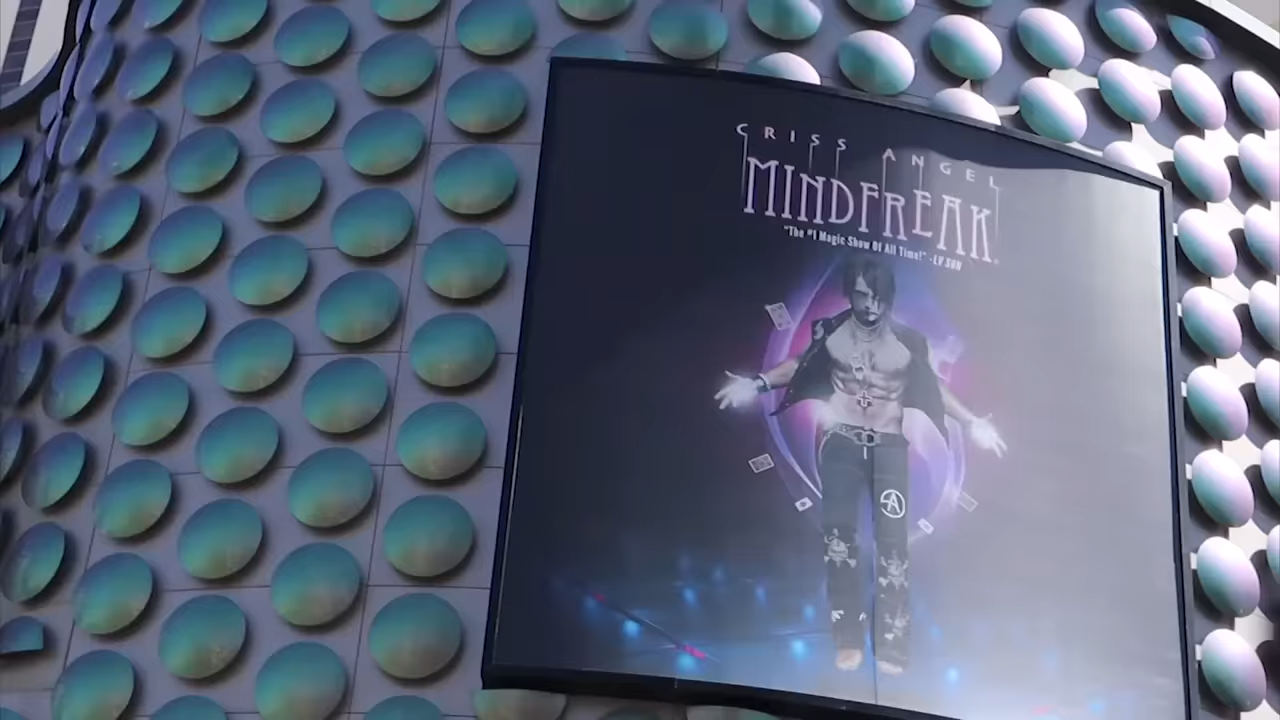 CRISS ANGEL
MINDFREAK®
"The #1 Magic Show Of All Time!" -LV SUN
A